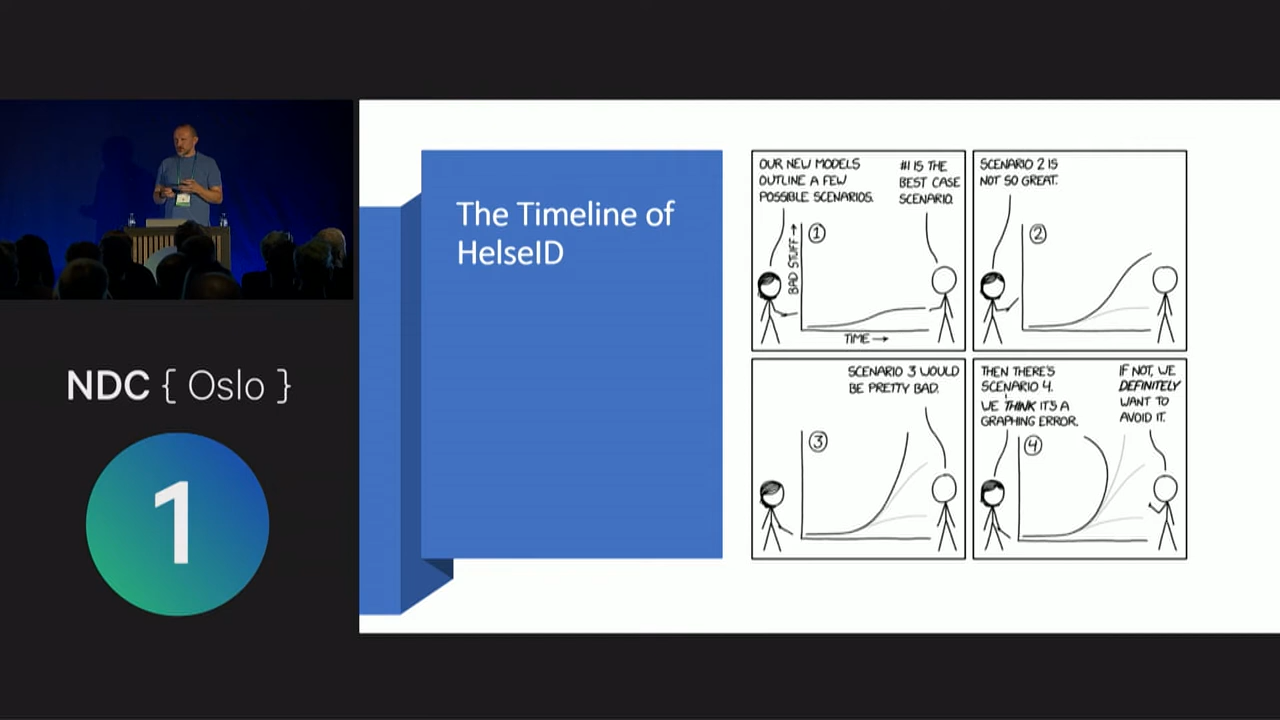 NDC { Oslo }
1
The Timeline of
HelseID
OUR NEW MODELS
OUTLINE A FEW
POSSIBLE SCENARIOS.
#1 IS THE
BEST CASE
SCENARIO.
1
BAD STUFF →
TIME →
SCENARIO 2 IS
NOT SO GREAT.
2
SCENARIO 3 WOULD
BE PRETTY BAD.
3
THEN THERE'S
SCENARIO 4.
WE THINK IT'S A
GRAPHING ERROR.
IF NOT, WE
DEFINITELY
WANT TO
AVOID IT.
4